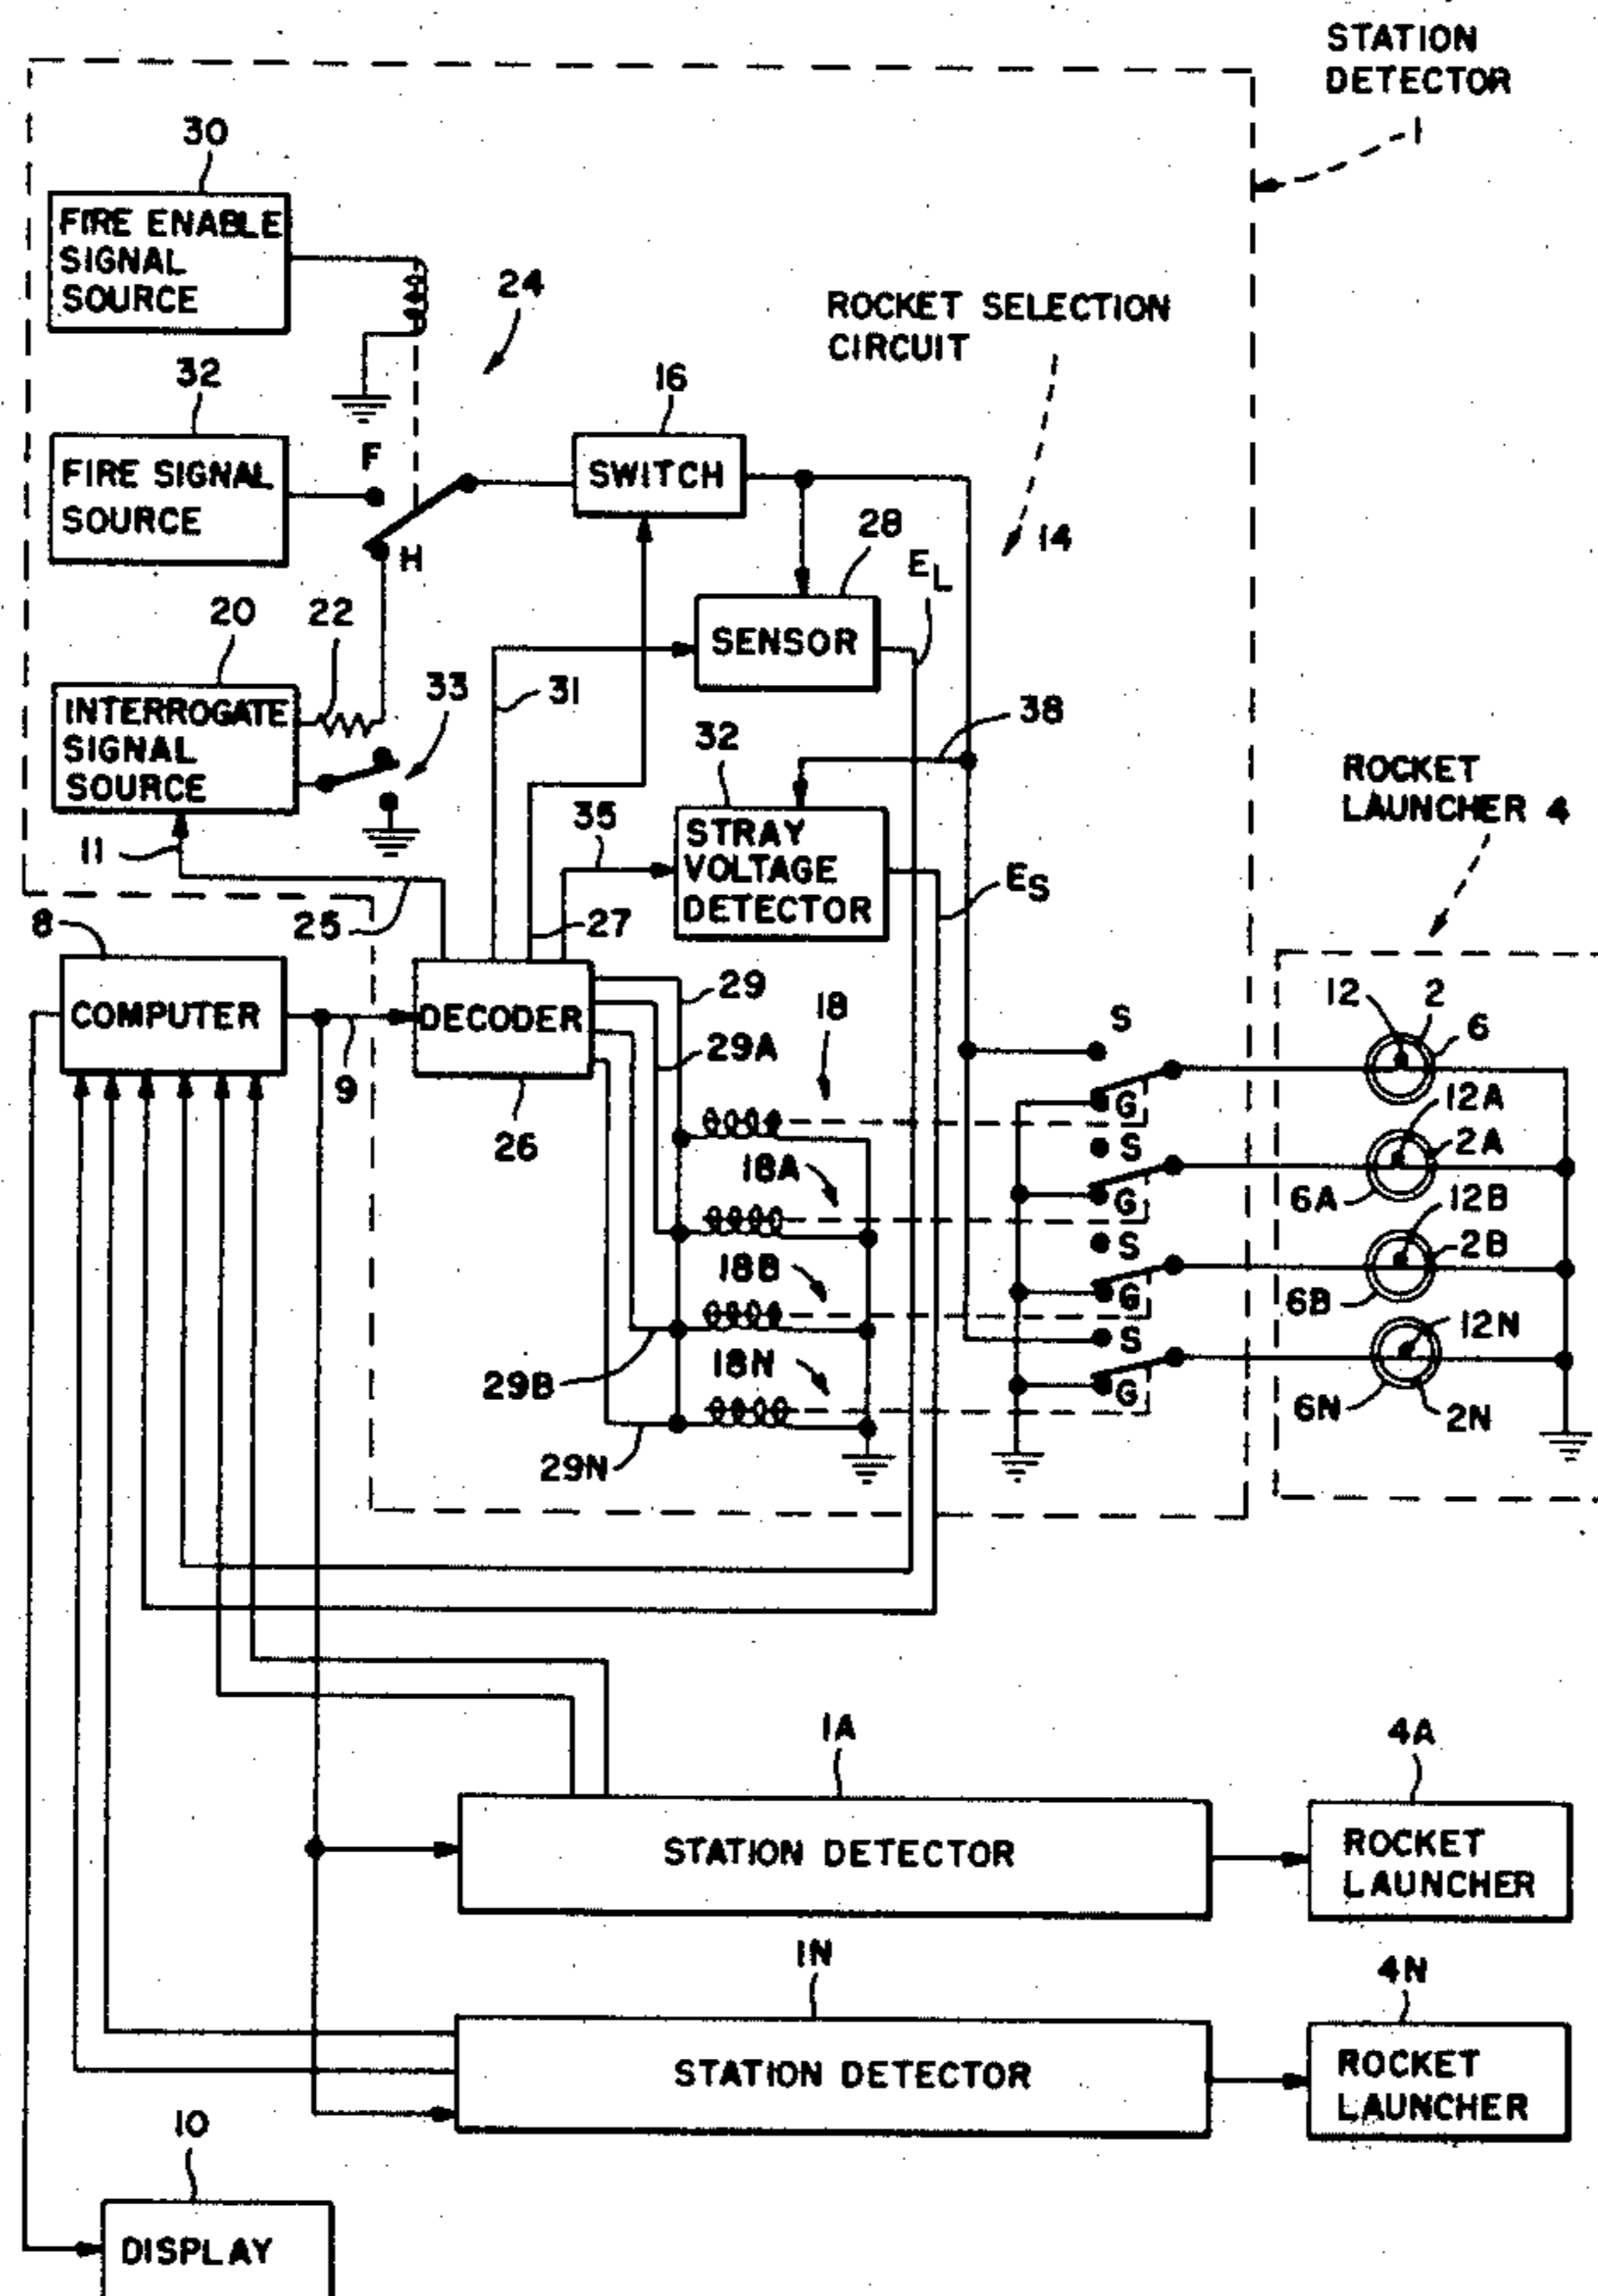 STATION
DETECTOR
1
30
FIRE ENABLE
SIGNAL
SOURCE
24
ROCKET SELECTION
CIRCUIT
32
16
F
FIRE SIGNAL
SOURCE
SWITCH
28
14
H
EL
20
22
SENSOR
33
31
INTERROGATE
SIGNAL
SOURCE
38
32
ROCKET
LAUNCHER 4
35
STRAY
VOLTAGE
DETECTOR
11
ES
25
27
8
COMPUTER
DECODER
29
18
12
2
6
S
29A
9
G
12A
26
S
2A
18A
G
6A
12B
S
2B
18B
G
6B
S
12N
18N
29B
G
6N
2N
29N
1A
4A
STATION DETECTOR
ROCKET
LAUNCHER
1N
4N
STATION DETECTOR
ROCKET
LAUNCHER
10
DISPLAY